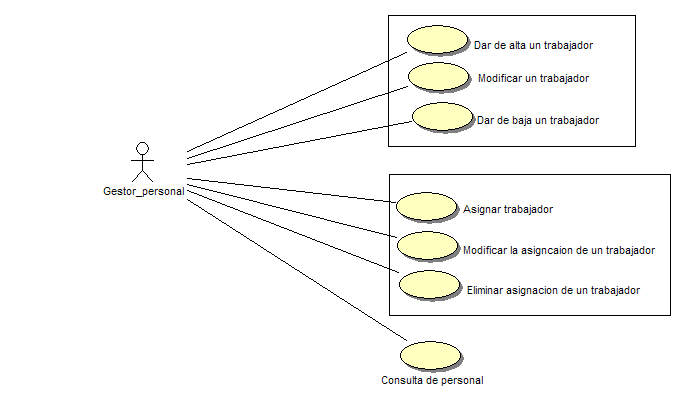 Dar de alta un trabajador
Modificar un trabajador
Dar de baja un trabajador
Gestor_personal
Asignar trabajador
Modificar la asigncaion de un trabajador
Eliminar asignacion de un trabajador
Consulta de personal